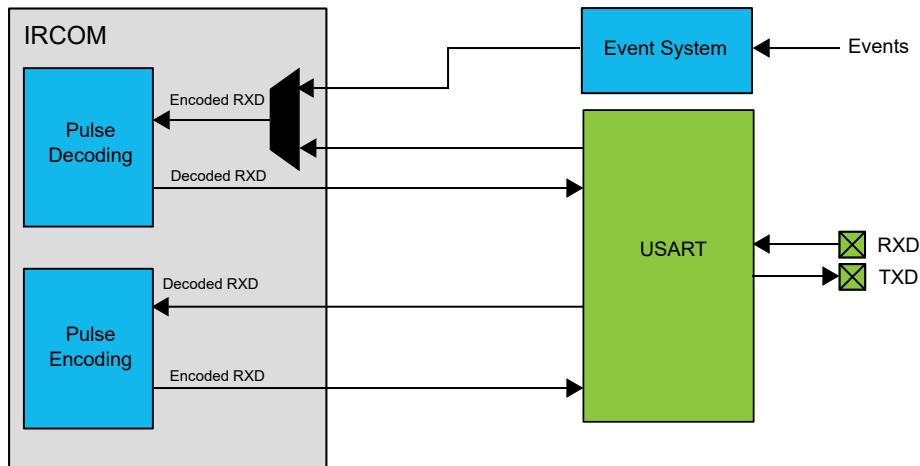 IRCOM
Event System
Events
Encoded RXD
Pulse
Decoding
Decoded RXD
USART
RXD
TXD
Decoded RXD
Pulse
Encoding
Encoded RXD